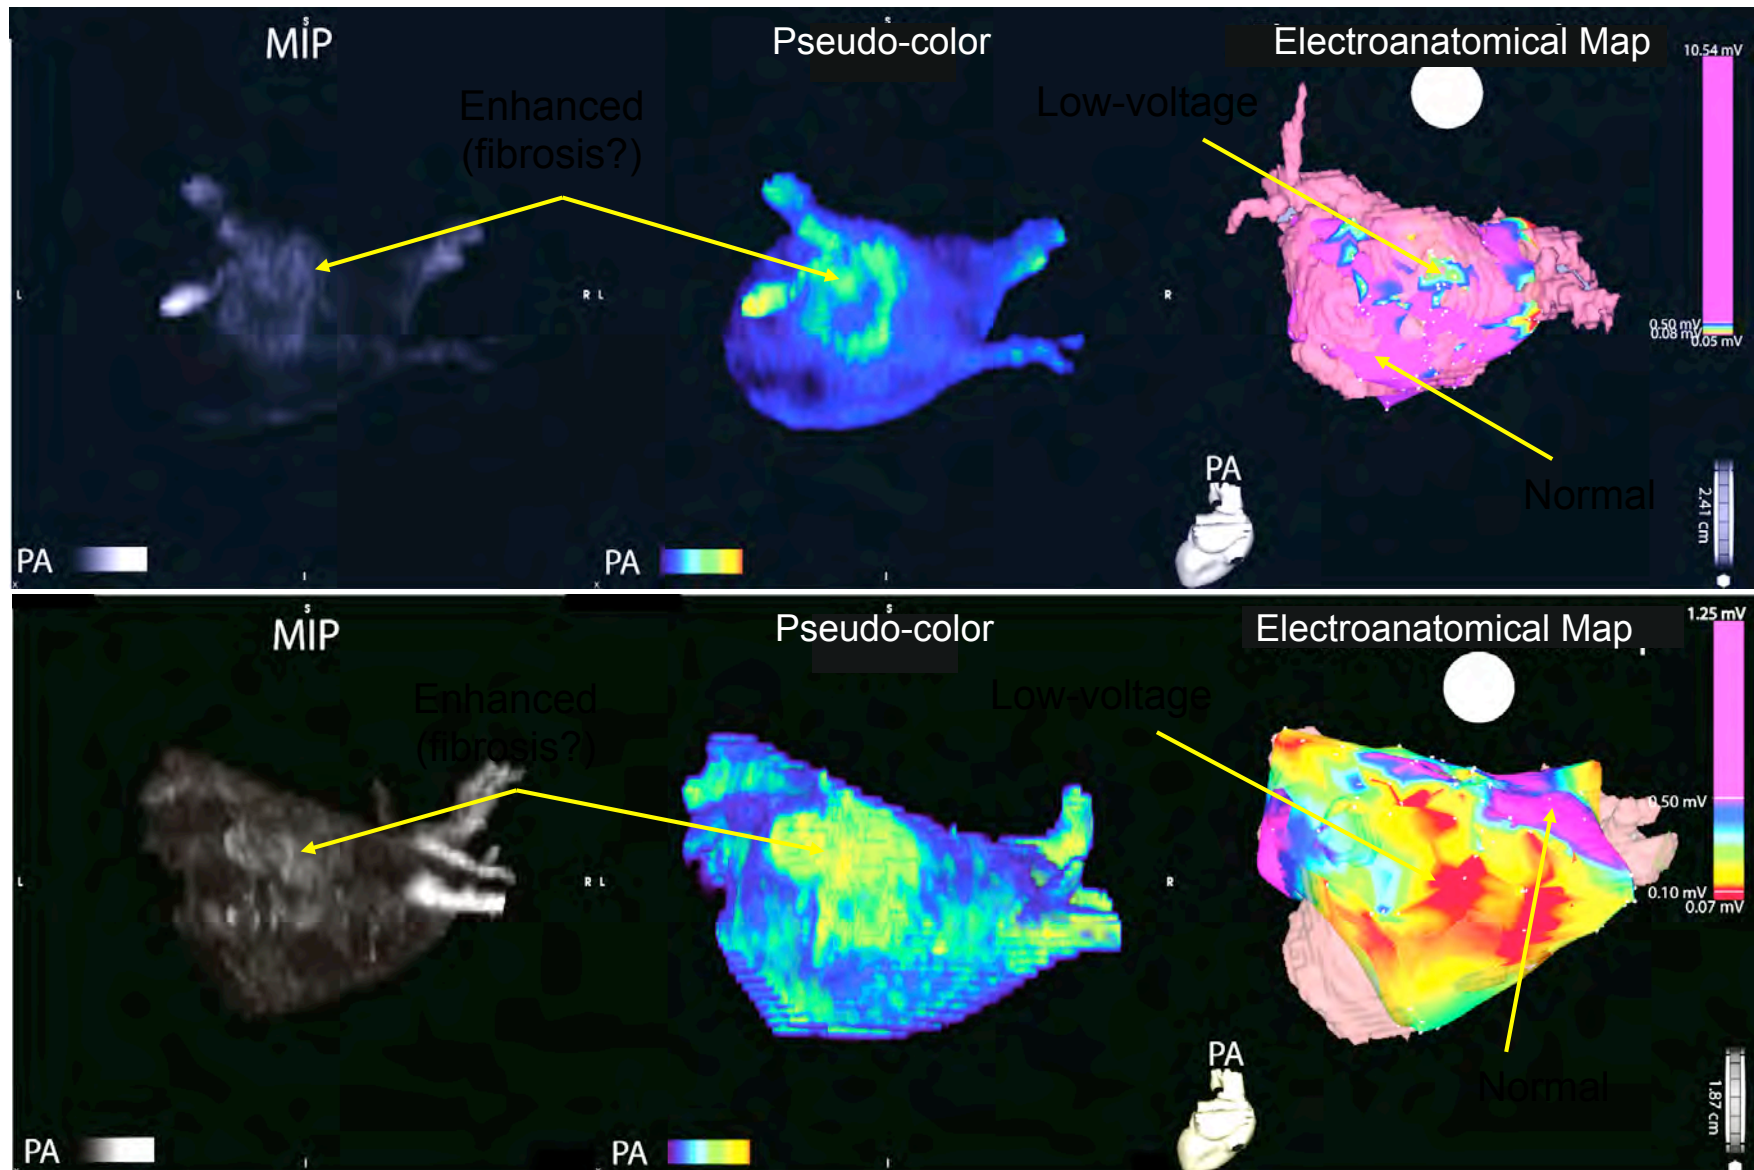 S
MIP
Enhanced
(fibrosis?)
L
R
PA
I
x
S
Pseudo-color
L
R
PA
I
x
Electroanatomical Map
Low-voltage
Normal
10.54 mV
0.50 mV
0.08 mV
0.05 mV
PA
2.41 cm
S
MIP
Enhanced
(fibrosis?)
L
R
PA
I
S
Pseudo-color
L
R
PA
I
Electroanatomical Map
Low-voltage
Normal
1.25 mV
0.50 mV
0.10 mV
0.07 mV
PA
1.87 cm